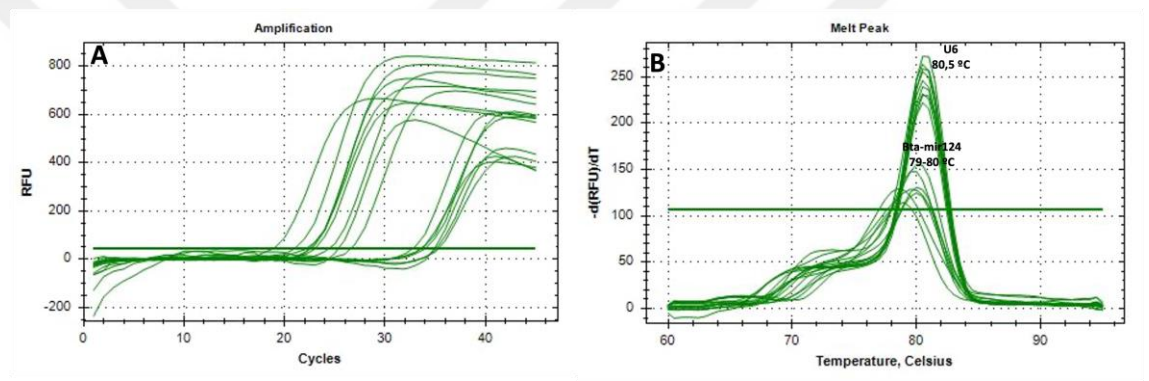 Amplification
A
800
600
400
200
0
-200
RFU
0 10 20 30 40
Cycles
Melt Peak
B
U6
80,5 ºC
Bta-mir124
79-80 ºC
250
200
150
100
50
0
-d(RFU)/dT
60 70 80 90
Temperature, Celsius